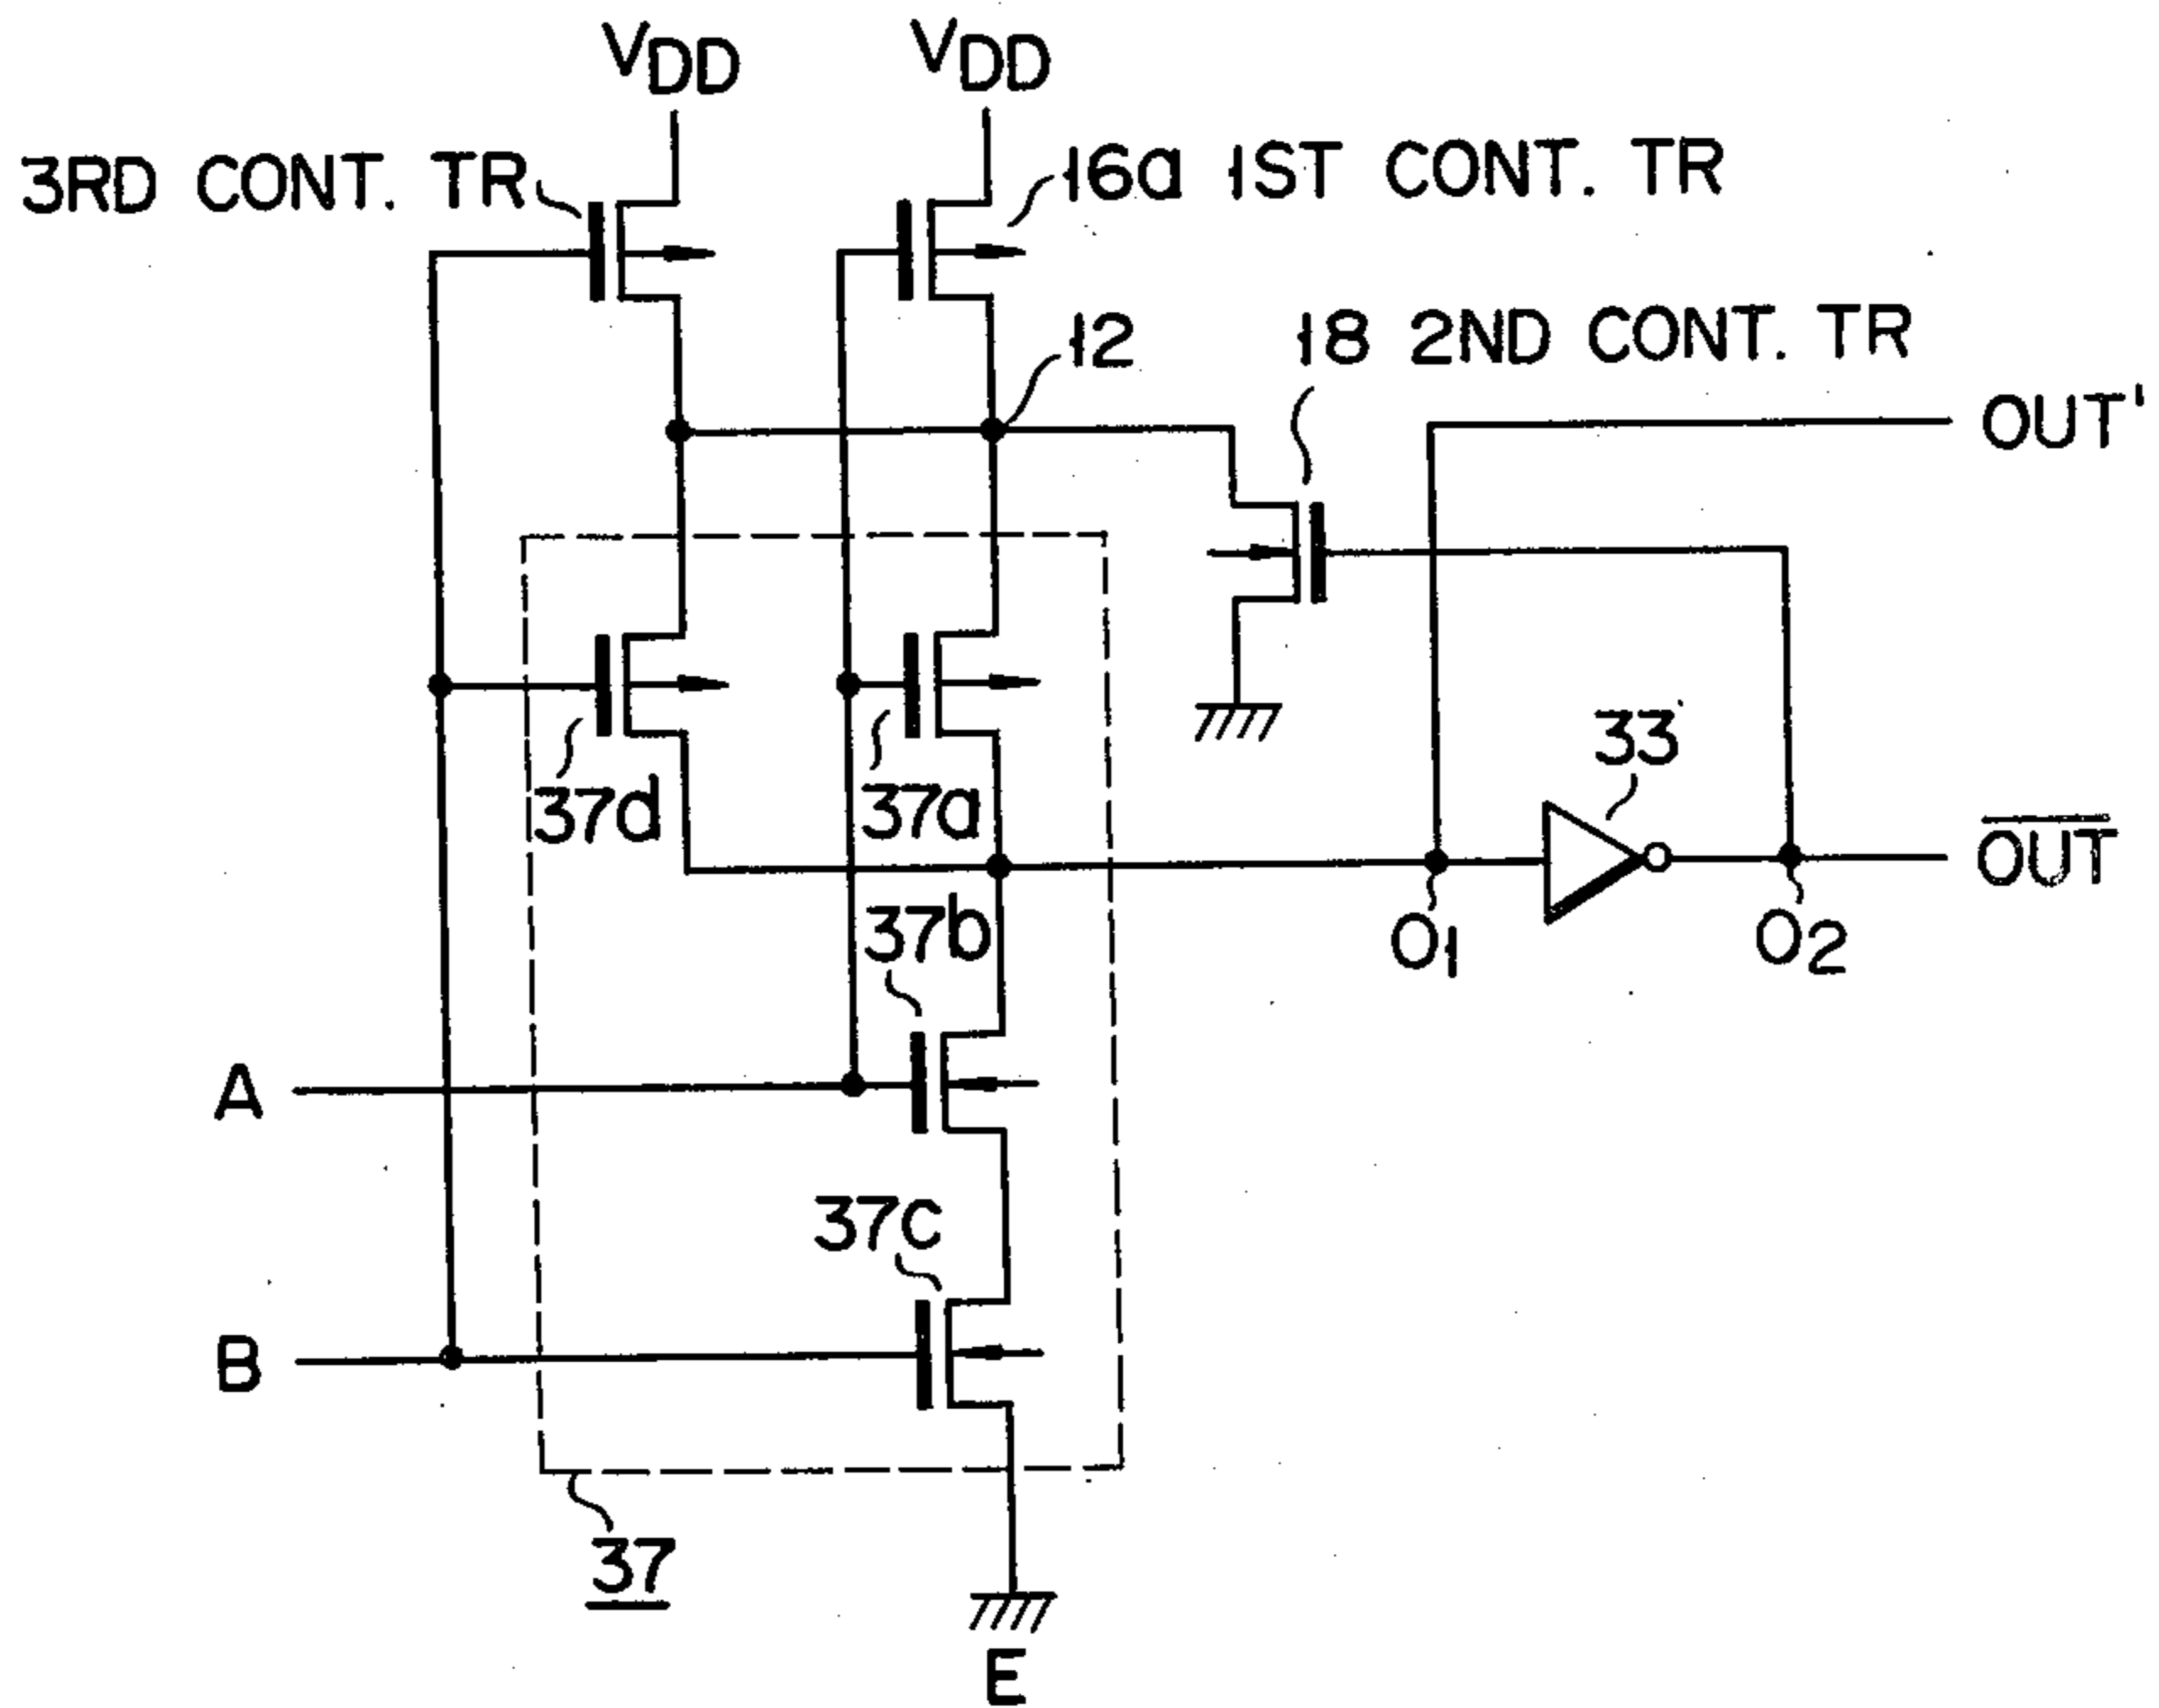 VDD
VDD
3RD CONT. TR
16a 1ST CONT. TR
12
18 2ND CONT. TR
OUT'
33
37d
37a
OUT
37b
O1
O2
A
37c
B
37
E